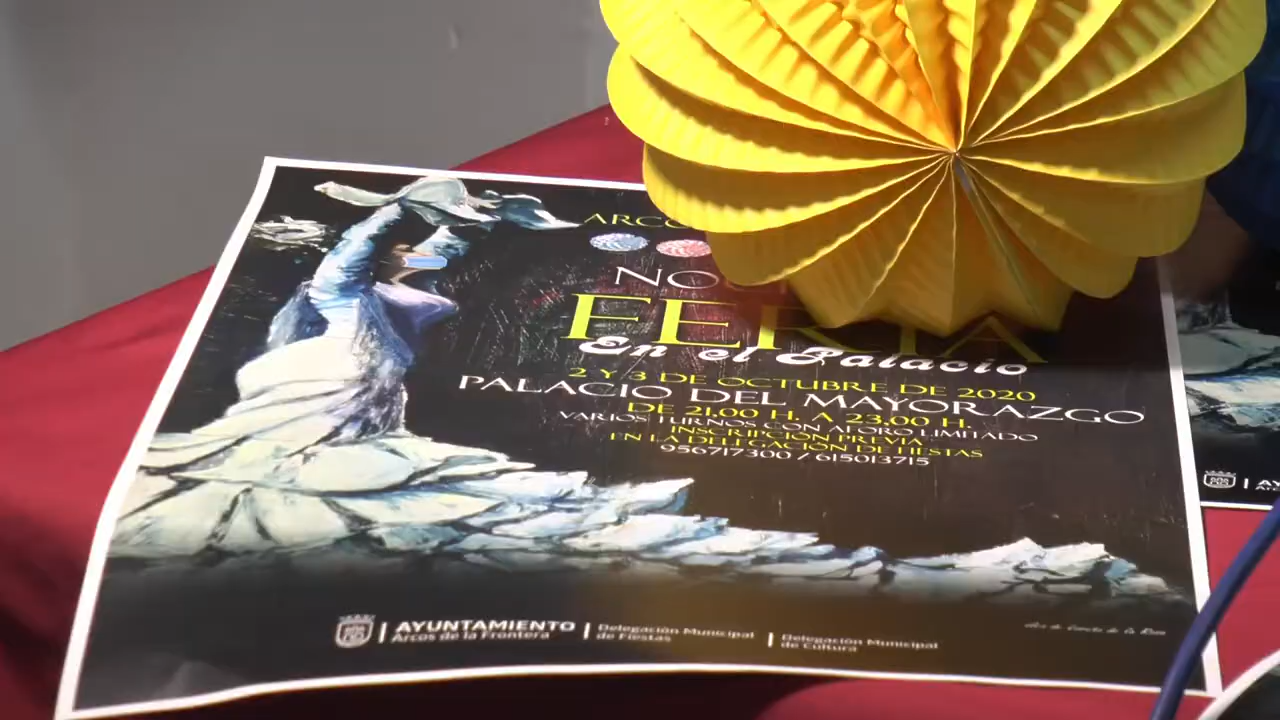 ARCO
NO
FERIA
En el Palacio
2 Y 3 DE OCTUBRE DE 2020
PALACIO DEL MAYORAZGO
DE 21,00 H. A 23,00 H.
VARIOS TURNOS CON AFORO LIMITADO
INSCRIPCIÓN PREVIA
EN LA DELEGACIÓN DE FIESTAS
956717300 / 615013715
AYUNTAMIENTO
Arcos de la Frontera
Delegación Municipal
de Fiestas
Delegación Municipal
de Cultura
AY